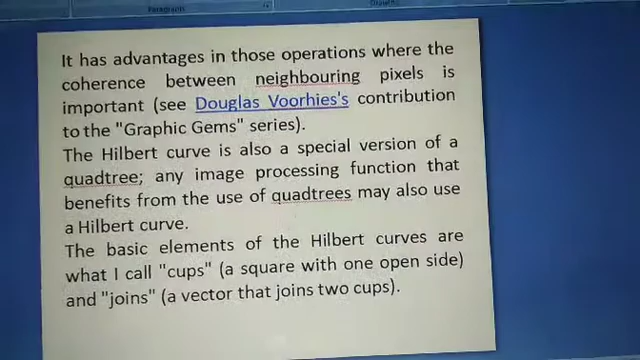 Paragraph
It has advantages in those operations where the
coherence between neighbouring pixels is
important (see Douglas Voorhies's contribution
to the "Graphic Gems" series).
The Hilbert curve is also a special version of a
quadtree; any image processing function that
benefits from the use of quadtrees may also use
a Hilbert curve.
The basic elements of the Hilbert curves are
what I call "cups" (a square with one open side)
and "joins" (a vector that joins two cups).